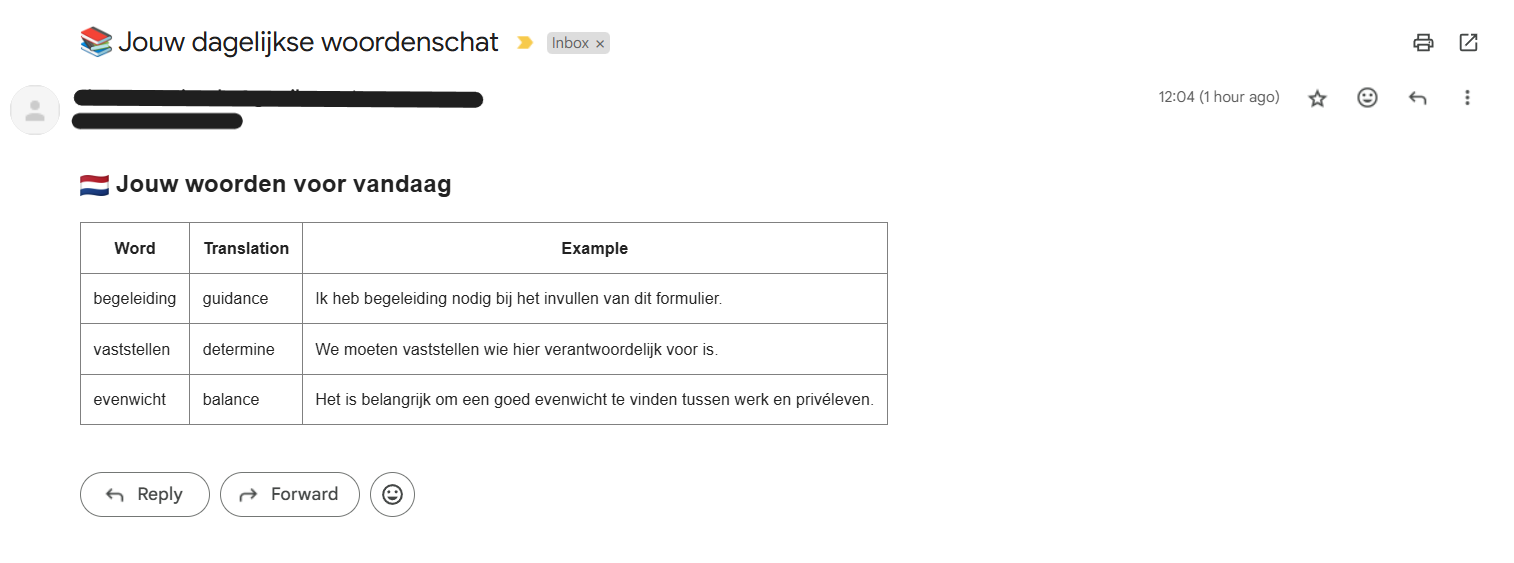 📚 Jouw dagelijkse woordenschat Inbox ×
12:04 (1 hour ago)
🇳🇱 Jouw woorden voor vandaag
Word Translation Example
begeleiding guidance Ik heb begeleiding nodig bij het invullen van dit formulier.
vaststellen determine We moeten vaststellen wie hier verantwoordelijk voor is.
evenwicht balance Het is belangrijk om een goed evenwicht te vinden tussen werk en privéleven.
Reply Forward